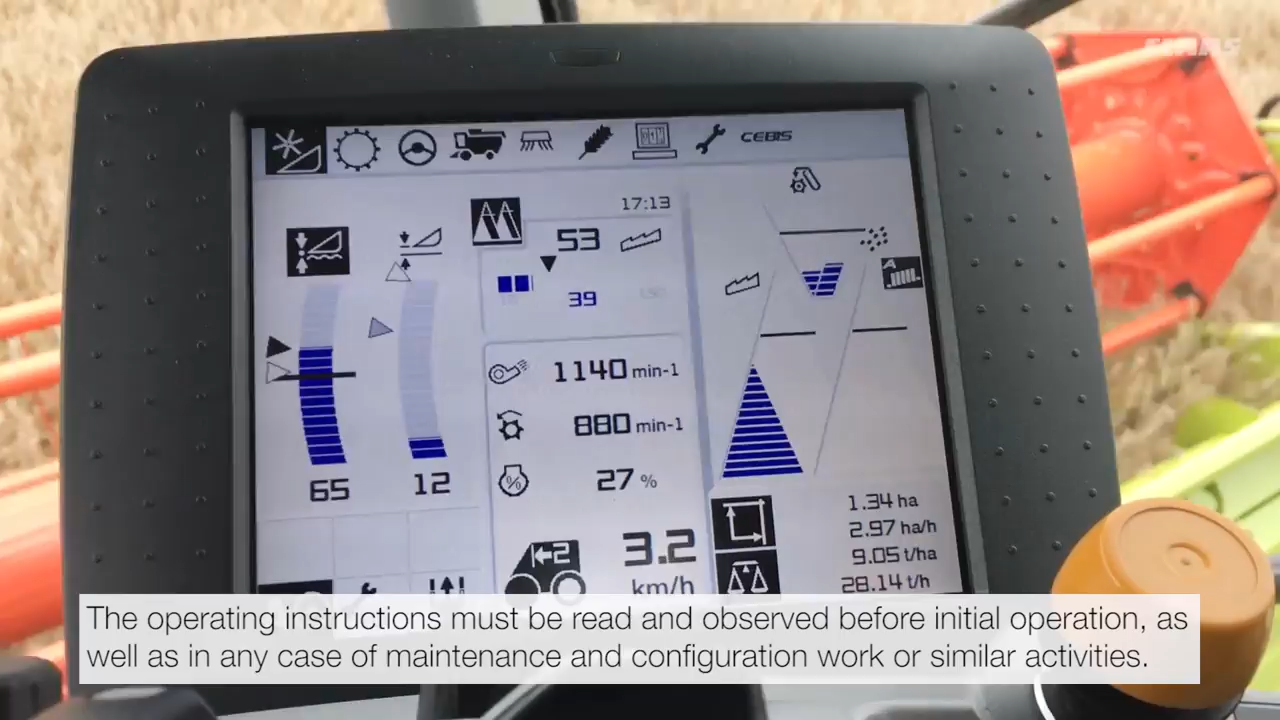 CLAAS
CEBIS
17:13
53
39
1140 min-1
880 min-1
27 %
65
12
←2
3.2
km/h
A
1.34 ha
2.97 ha/h
9.05 t/ha
28.14 t/h
The operating instructions must be read and observed before initial operation, as
well as in any case of maintenance and configuration work or similar activities.